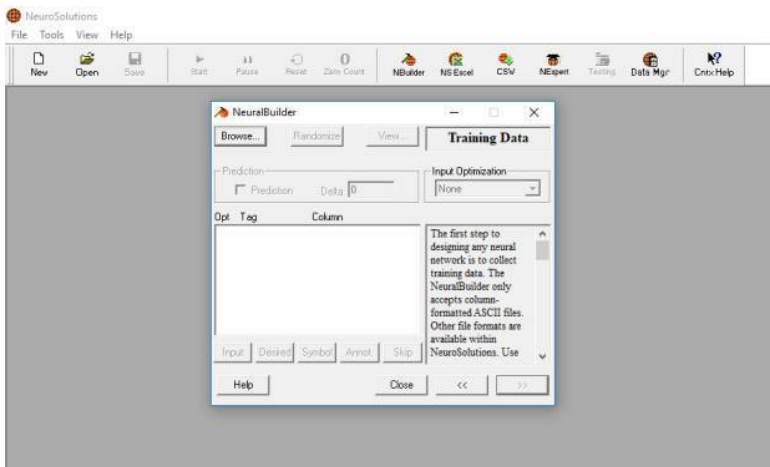 NeuroSolutions
File Tools View Help
New Open Save Start Pause Reset Zero Count NBuilder NS Excel CSV NExpert Testing Data Mgr Cntx Help
NeuralBuilder
Browse... Randomize View... Training Data
Prediction
Prediction Delta 0
Input Optimization
None
Opt Tag Column
The first step to
designing any neural
network is to collect
training data. The
NeuralBuilder only
accepts column-
formatted ASCII files.
Other file formats are
available within
NeuroSolutions. Use
Input Desired Symbol Annot. Skip
Help Close << >>